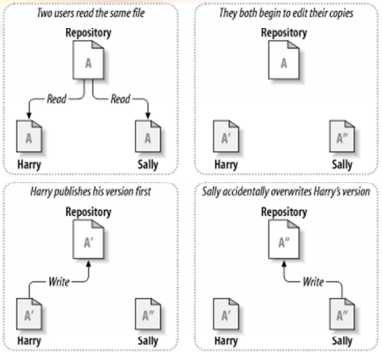 Two users read the same file
Repository
A
Read
Read
A
A
Harry
Sally
They both begin to edit their copies
Repository
A
A'
A"
Harry
Sally
Harry publishes his version first
Repository
A'
Write
A'
A"
Harry
Sally
Sally accidentally overwrites Harry's version
Repository
A"
Write
A'
A"
Harry
Sally